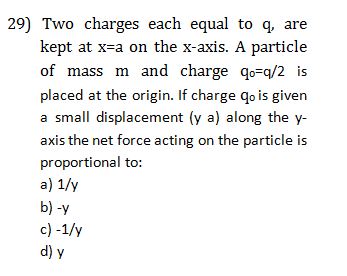 29) Two charges each equal to q, are
kept at x=a on the x-axis. A particle
of mass m and charge q₀=q/2 is
placed at the origin. If charge q₀ is given
a small displacement (y a) along the y-
axis the net force acting on the particle is
proportional to:
a) 1/y
b) -y
c) -1/y
d) y